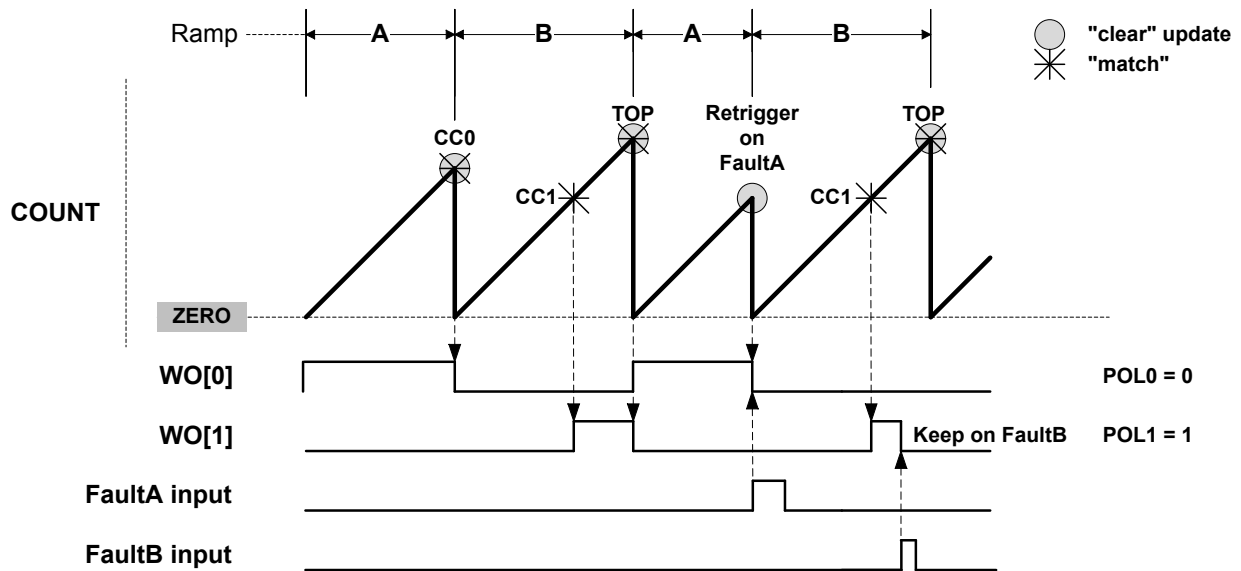 Ramp A B A B "clear" update
"match"
TOP Retrigger TOP
CC0 on
FaultA
CC1 CC1
COUNT
ZERO
WO[0] POL0 = 0
WO[1] Keep on FaultB POL1 = 1
FaultA input
FaultB input